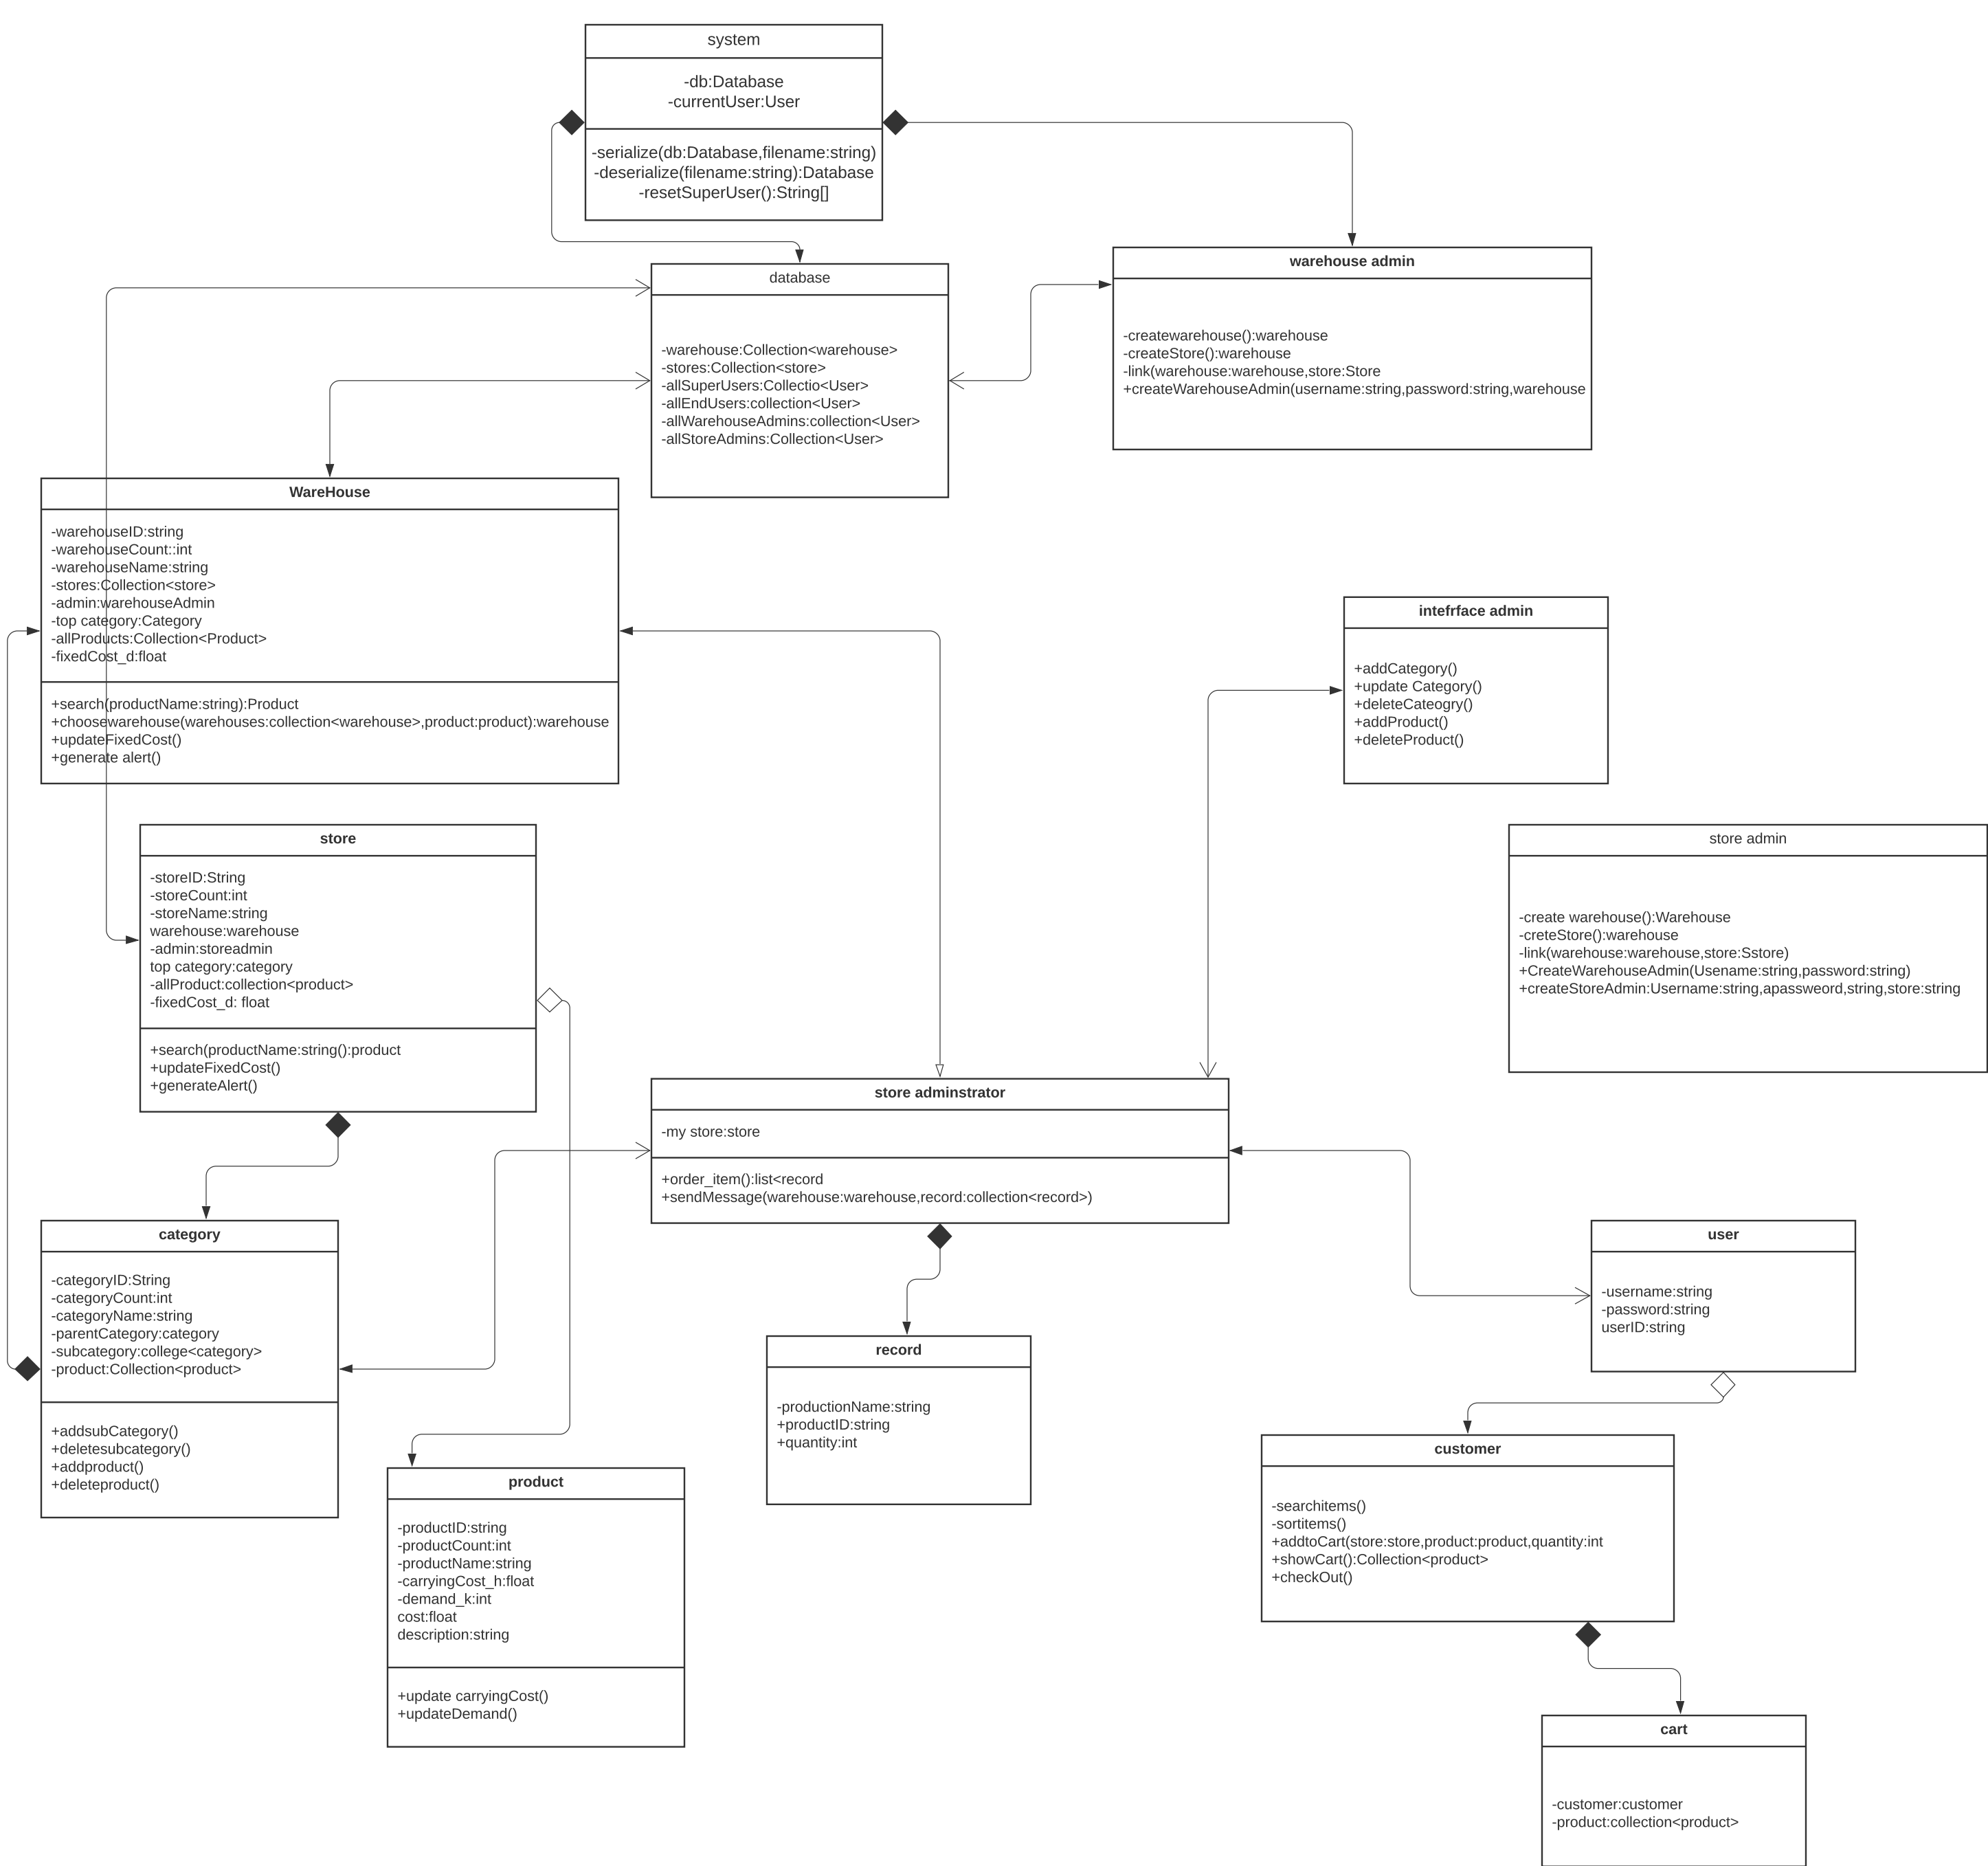 system
-db:Database
-currentUser:User
-serialize(db:Database,filename:string)
-deserialize(filename:string):Database
-resetSuperUser():String[]
database
-warehouse:Collection<warehouse>
-stores:Collection<store>
-allSuperUsers:Collectio<User>
-allEndUsers:collection<User>
-allWarehouseAdmins:collection<User>
-allStoreAdmins:Collection<User>
warehouse admin
-createwarehouse():warehouse
-createStore():warehouse
-link(warehouse:warehouse,store:Store
+createWarehouseAdmin(username:string,password:string,warehouse
WareHouse
-warehouseID:string
-warehouseCount::int
-warehouseName:string
-stores:Collection<store>
-admin:warehouseAdmin
-top category:Category
-allProducts:Collection<Product>
-fixedCost_d:float
+search(productName:string):Product
+choosewarehouse(warehouses:collection<warehouse>,product:product):warehouse
+updateFixedCost()
+generate alert()
intefrface admin
+addCategory()
+update Category()
+deleteCateogry()
+addProduct()
+deleteProduct()
store
-storeID:String
-storeCount:int
-storeName:string
warehouse:warehouse
-admin:storeadmin
top category:category
-allProduct:collection<product>
-fixedCost_d: float
+search(productName:string():product
+updateFixedCost()
+generateAlert()
store admin
-create warehouse():Warehouse
-creteStore():warehouse
-link(warehouse:warehouse,store:Sstore)
+CreateWarehouseAdmin(Usename:string,password:string)
+createStoreAdmin:Username:string,apassweord,string,store:string
store adminstrator
-my store:store
+order_item():list<record
+sendMessage(warehouse:warehouse,record:collection<record>)
category
-categoryID:String
-categoryCount:int
-categoryName:string
-parentCategory:category
-subcategory:college<category>
-product:Collection<product>
+addsubCategory()
+deletesubcategory()
+addproduct()
+deleteproduct()
user
-username:string
-password:string
userID:string
record
-productionName:string
+productID:string
+quantity:int
customer
-searchitems()
-sortitems()
+addtoCart(store:store,product:product,quantity:int
+showCart():Collection<product>
+checkOut()
product
-productID:string
-productCount:int
-productName:string
-carryingCost_h:float
-demand_k:int
cost:float
description:string
+update carryingCost()
+updateDemand()
cart
-customer:customer
-product:collection<product>